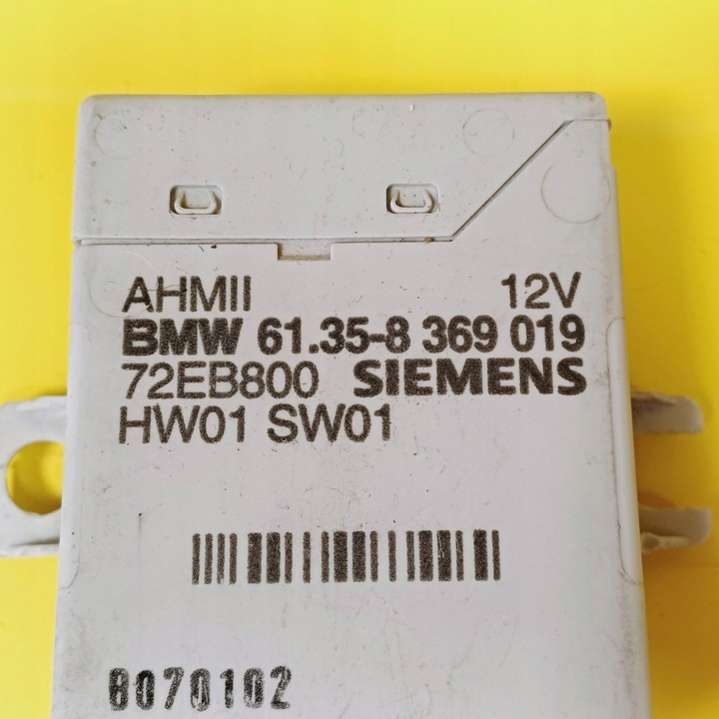 AHMII 12V
BMW 61.35-8 369 019
72EB800 SIEMENS
HW01 SW01
8070102